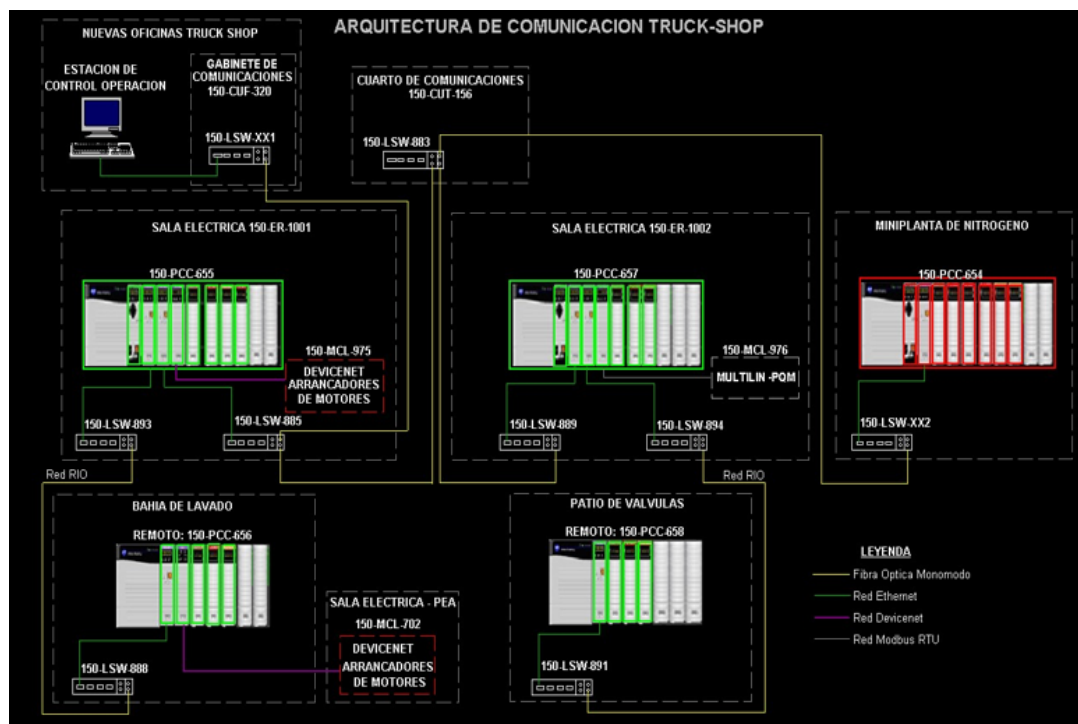 ARQUITECTURA DE COMUNICACION TRUCK-SHOP
NUEVAS OFICINAS TRUCK SHOP
ESTACION DE
CONTROL OPERACION
GABINETE DE
COMUNICACIONES
150-CUF-320
150-LSW-XX1
CUARTO DE COMUNICACIONES
150-CUT-156
150-LSW-883
SALA ELECTRICA 150-ER-1001
150-PCC-655
150-MCL-975
DEVICENET
ARRANCADORES
DE MOTORES
150-LSW-893
150-LSW-885
Red RIO
SALA ELECTRICA 150-ER-1002
150-PCC-657
150-MCL-976
MULTILIN -PQM
150-LSW-889
150-LSW-894
Red RIO
MINIPLANTA DE NITROGENO
150-PCC-654
150-LSW-XX2
BAHIA DE LAVADO
REMOTO: 150-PCC-656
150-LSW-888
SALA ELECTRICA - PEA
150-MCL-702
DEVICENET
ARRANCADORES
DE MOTORES
PATIO DE VALVULAS
REMOTO: 150-PCC-658
150-LSW-891
LEYENDA
Fibra Optica Monomodo
Red Ethernet
Red Devicenet
Red Modbus RTU